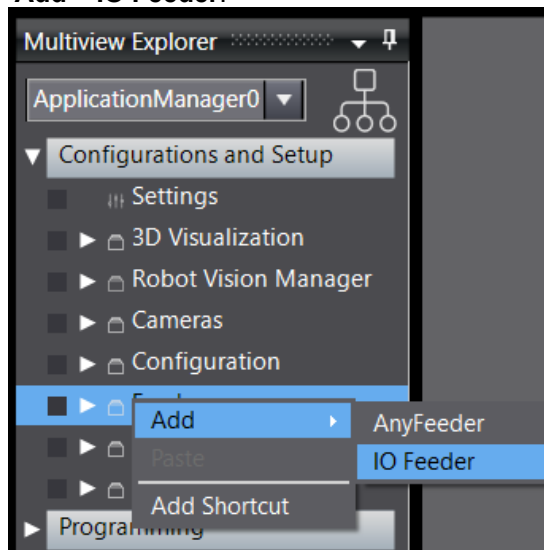 Add IO Feeder.
Multiview Explorer
ApplicationManager0
Configurations and Setup
Settings
3D Visualization
Robot Vision Manager
Cameras
Configuration
Add
AnyFeeder
Paste
IO Feeder
Add Shortcut
Programming